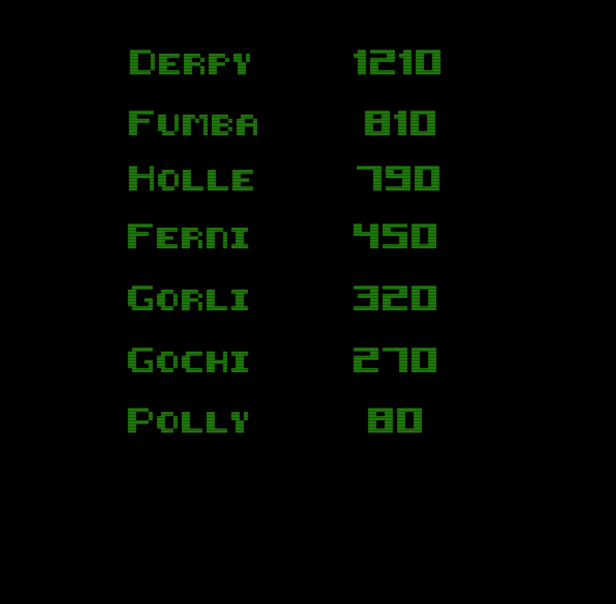 Derpy 1210
Fumba 810
Holle 790
Ferni 450
Gorli 320
Gochi 270
Polly 80